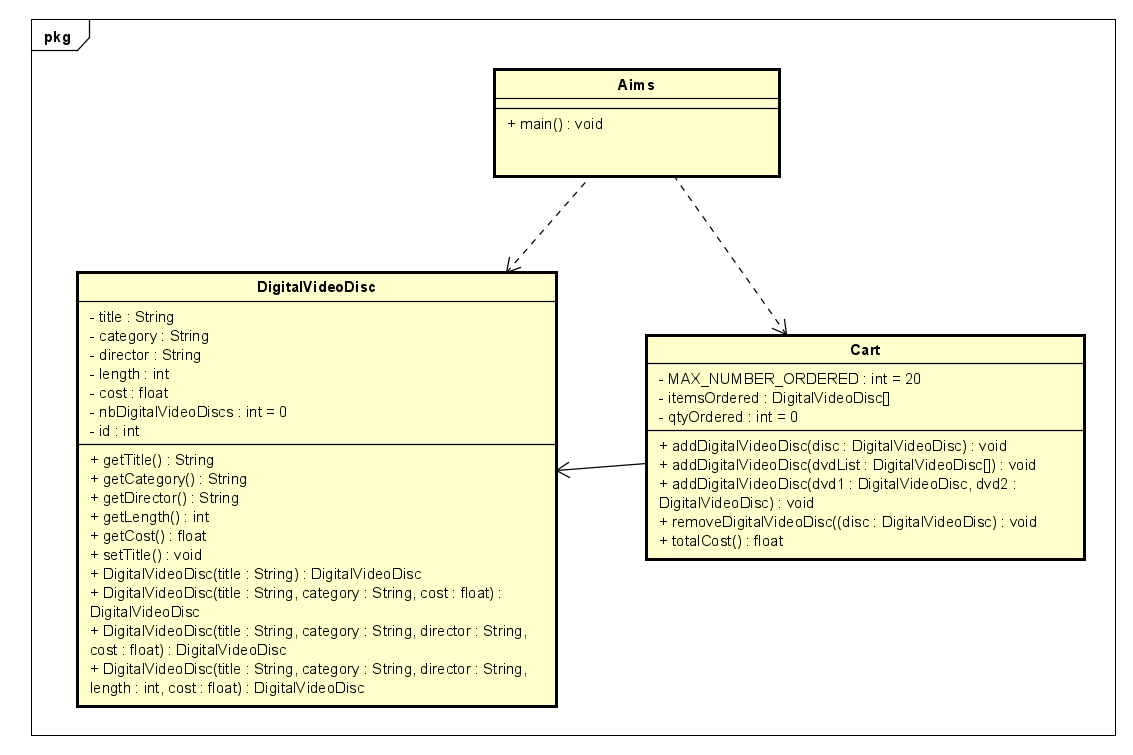 pkg
Aims
+ main() : void
DigitalVideoDisc
- title : String
- category : String
- director : String
- length : int
- cost : float
- nbDigitalVideoDiscs : int = 0
- id : int
+ getTitle() : String
+ getCategory() : String
+ getDirector() : String
+ getLength() : int
+ getCost() : float
+ setTitle() : void
+ DigitalVideoDisc(title : String) : DigitalVideoDisc
+ DigitalVideoDisc(title : String, category : String, cost : float) :
DigitalVideoDisc
+ DigitalVideoDisc(title : String, category : String, director : String,
cost : float) : DigitalVideoDisc
+ DigitalVideoDisc(title : String, category : String, director : String,
length : int, cost : float) : DigitalVideoDisc
Cart
- MAX_NUMBER_ORDERED : int = 20
- itemsOrdered : DigitalVideoDisc[]
- qtyOrdered : int = 0
+ addDigitalVideoDisc(disc : DigitalVideoDisc) : void
+ addDigitalVideoDisc(dvdList : DigitalVideoDisc[]) : void
+ addDigitalVideoDisc(dvd1 : DigitalVideoDisc, dvd2 :
DigitalVideoDisc) : void
+ removeDigitalVideoDisc((disc : DigitalVideoDisc) : void
+ totalCost() : float